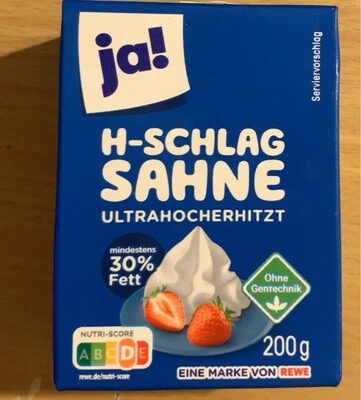 ja!
Serviervorschlag
H-SCHLAG
SAHNE
ULTRAHOCHERHITZT
mindestens
30%
Fett
Ohne
Gentechnik
NUTRI-SCORE
ABCDE
rewe.de/nutri-score
200g
EINE MARKE VON REWE